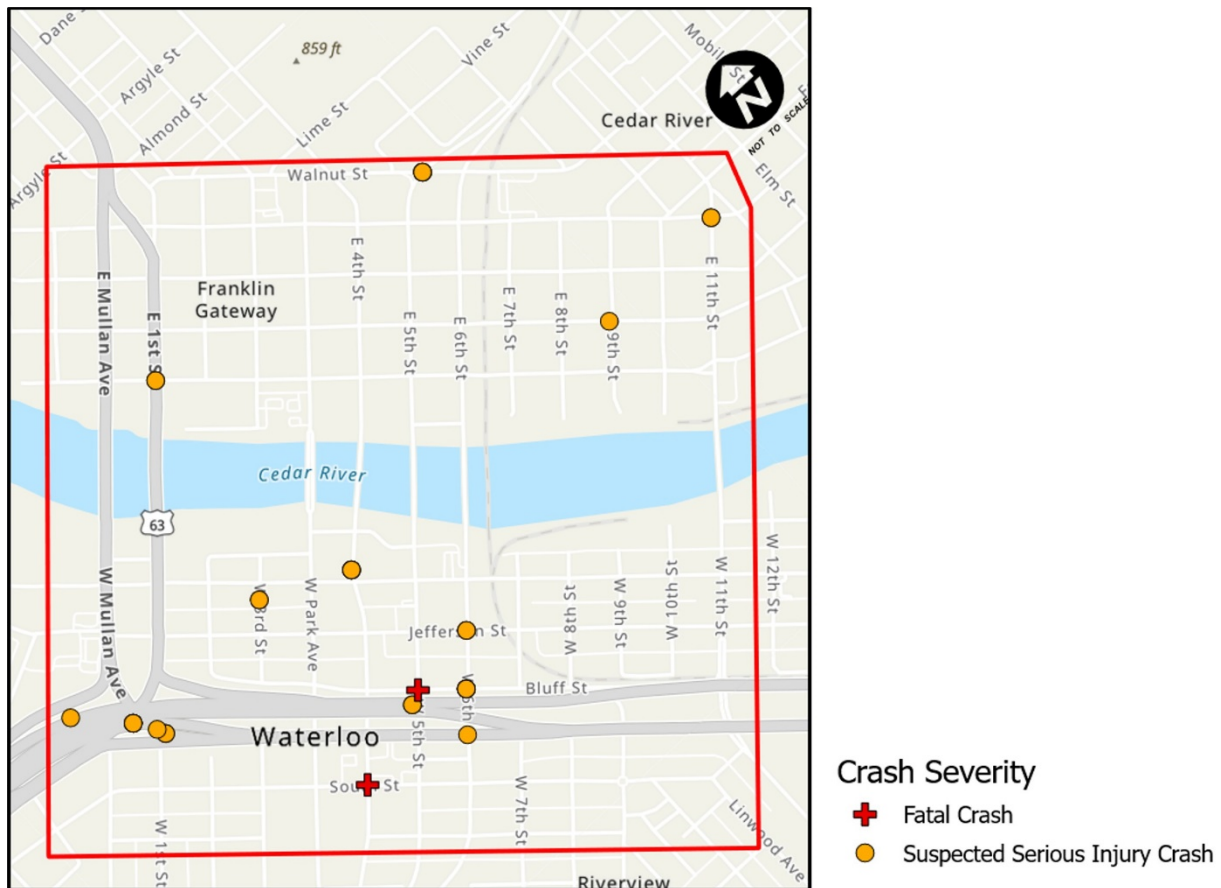 Dane
Argyle St
859 ft
Vine St
Mobile St
Almond St
Lime St
Cedar River
N
NOT TO SCALE
Argyle St
Walnut St
Elm St
E Mullan Ave
E 1st S
Franklin
Gateway
E 4th St
E 5th St
E 6th St
E 7th St
E 8th St
9th St
E 11th St
Cedar River
63
W Mullan Ave
3rd St
W Park Ave
Jefferson St
W 8th St
W 9th St
W 10th St
W 11th St
W 12th St
Bluff St
Waterloo
5th St
South St
W 7th St
W 1st St
Linwood Ave
Riverview
Crash Severity
Fatal Crash
Suspected Serious Injury Crash